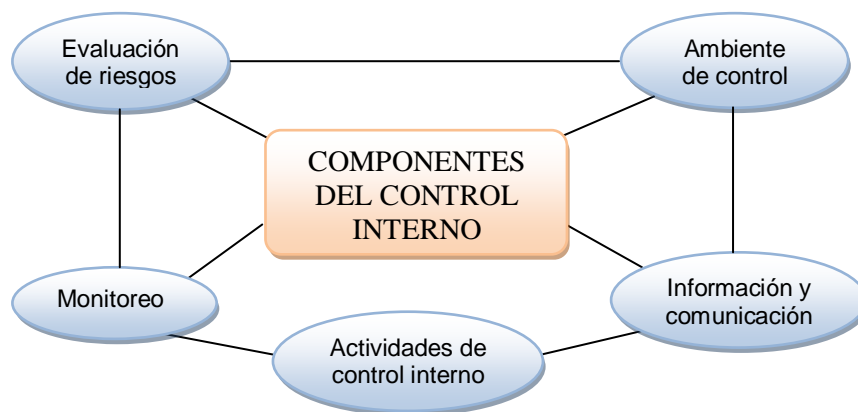 Evaluación
de riesgos
Ambiente
de control
COMPONENTES
DEL CONTROL
INTERNO
Monitoreo
Información y
comunicación
Actividades de
control interno